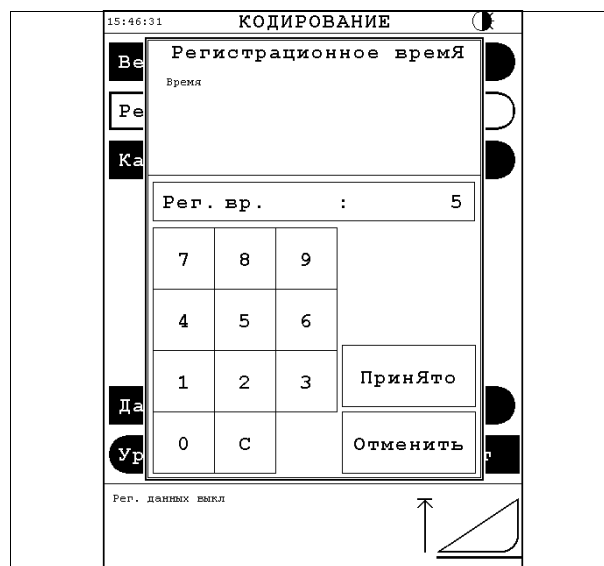 15:46:31 КОДИРОВАНИЕ
Регистрационное времЯ
Ве
Время
Ре
Ка
Рег. вр. : 5
7 8 9
4 5 6
1 2 3 ПринЯто
Да
0 C Отменить
Ур
Рег. данных выкл